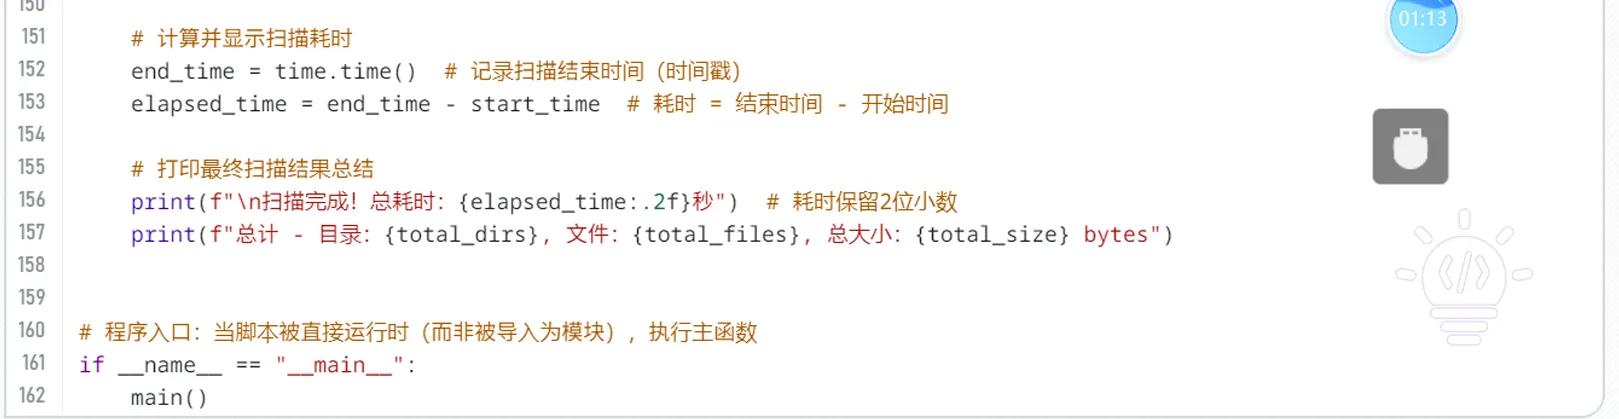 150
151 # 计算并显示扫描耗时
152 end_time = time.time()  # 记录扫描结束时间（时间戳）
153 elapsed_time = end_time - start_time  # 耗时 = 结束时间 - 开始时间
154
155 # 打印最终扫描结果总结
156 print(f"\n扫描完成！总耗时：{elapsed_time:.2f}秒")  # 耗时保留2位小数
157 print(f"总计 - 目录：{total_dirs}, 文件：{total_files}, 总大小：{total_size} bytes")
158
159
160 # 程序入口：当脚本被直接运行时（而非被导入为模块），执行主函数
161 if __name__ == "__main__":
162 main()
01:13